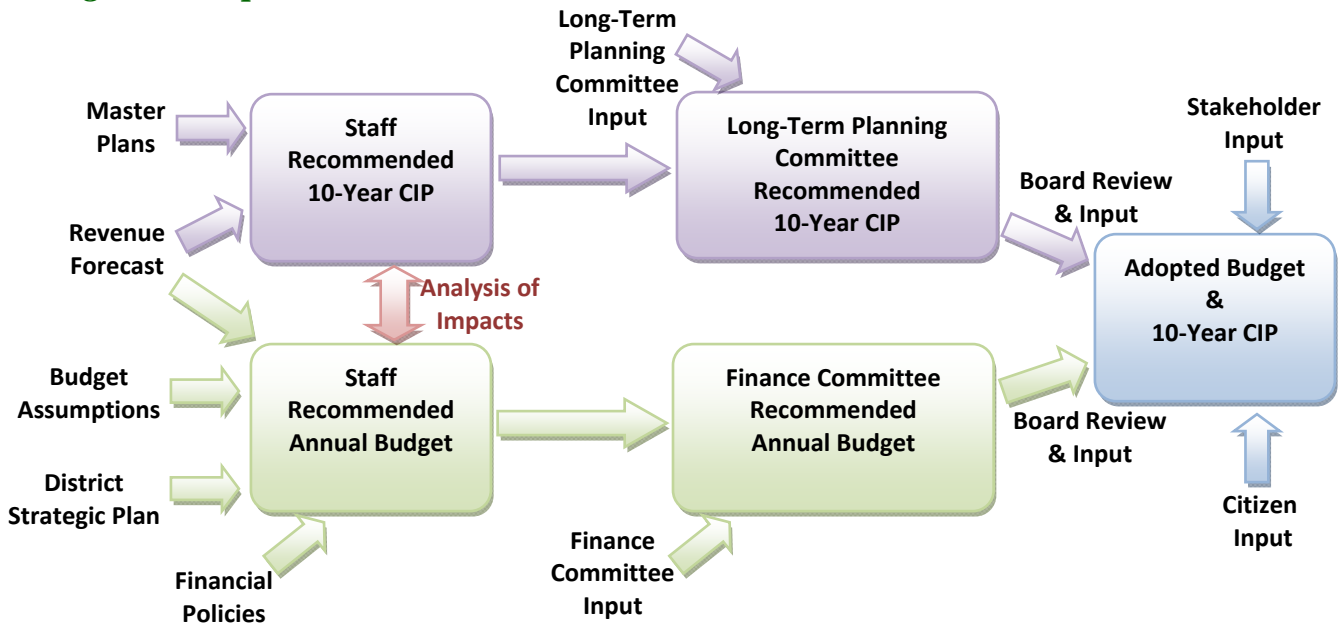 Long-Term
Planning
Committee
Input
Master
Plans
Staff
Recommended
10-Year CIP
Long-Term Planning
Committee
Recommended
10-Year CIP
Stakeholder
Input
Board Review
& Input
Revenue
Forecast
Analysis of
Impacts
Adopted Budget
&
10-Year CIP
Budget
Assumptions
Staff
Recommended
Annual Budget
Finance Committee
Recommended
Annual Budget
Board Review
& Input
District
Strategic Plan
Financial
Policies
Finance
Committee
Input
Citizen
Input